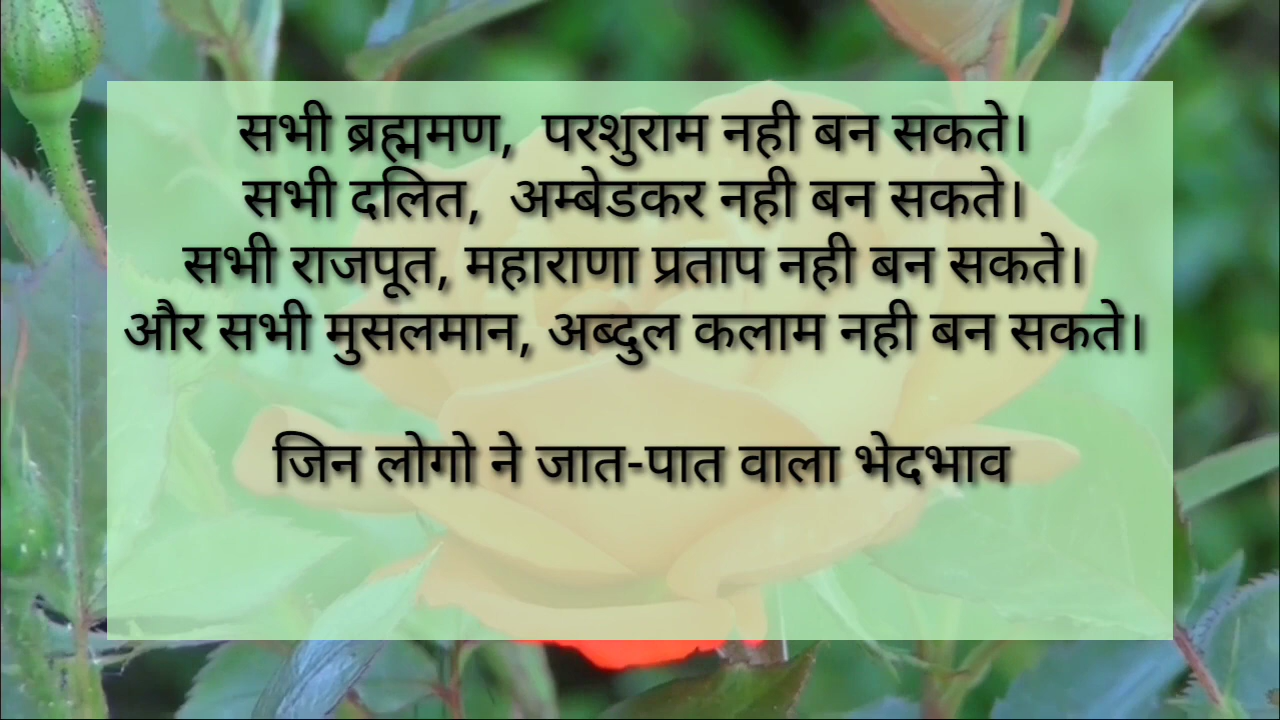 सभी ब्रह्ममण, परशुराम नही बन सकते।
सभी दलित, अम्बेडकर नही बन सकते।
सभी राजपूत, महाराणा प्रताप नही बन सकते।
और सभी मुसलमान, अब्दुल कलाम नही बन सकते।
जिन लोगो ने जात-पात वाला भेदभाव